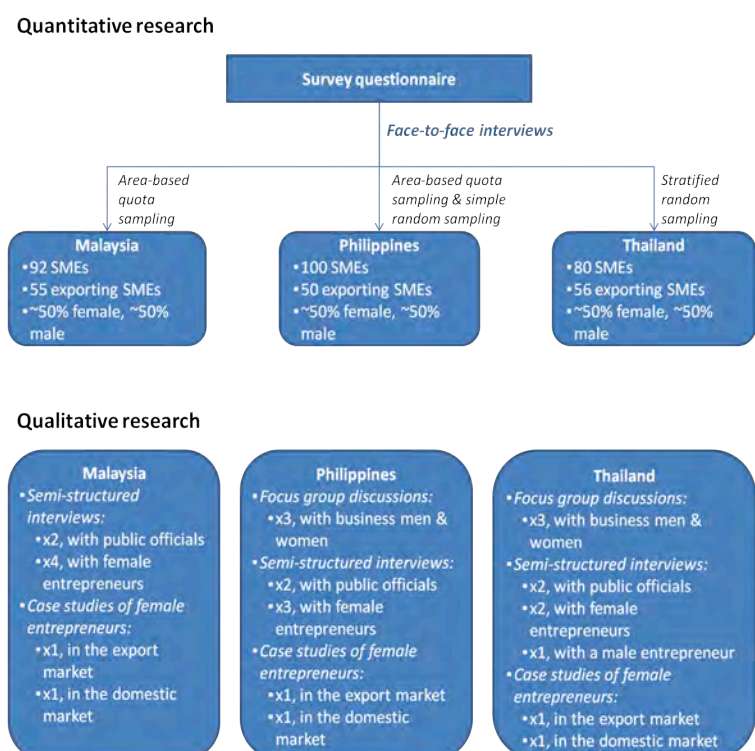 Quantitative research
Survey questionnaire
Face-to-face interviews
Area-based
quota
sampling
Area-based quota
sampling & simple
random sampling
Stratified
random
sampling
Malaysia
•92 SMEs
•55 exporting SMEs
•~50% female, ~50%
male
Philippines
•100 SMEs
•50 exporting SMEs
•~50% female, ~50%
male
Thailand
•80 SMEs
•56 exporting SMEs
•~50% female, ~50%
male
Qualitative research
Malaysia
•Semi-structured
interviews:
•x2, with public officials
•x4, with female
entrepreneurs
•Case studies of female
entrepreneurs:
•x1, in the export
market
•x1, in the domestic
market
Philippines
•Focus group discussions:
•x3, with business men &
women
•Semi-structured interviews:
•x2, with public officials
•x3, with female
entrepreneurs
•Case studies of female
entrepreneurs:
•x1, in the export market
•x1, in the domestic
market
Thailand
•Focus group discussions:
•x3, with business men &
women
•Semi-structured interviews:
•x2, with public officials
•x2, with female
entrepreneurs
•x1, with a male entrepreneur
•Case studies of female
entrepreneurs:
•x1, in the export market
•x1, in the domestic market